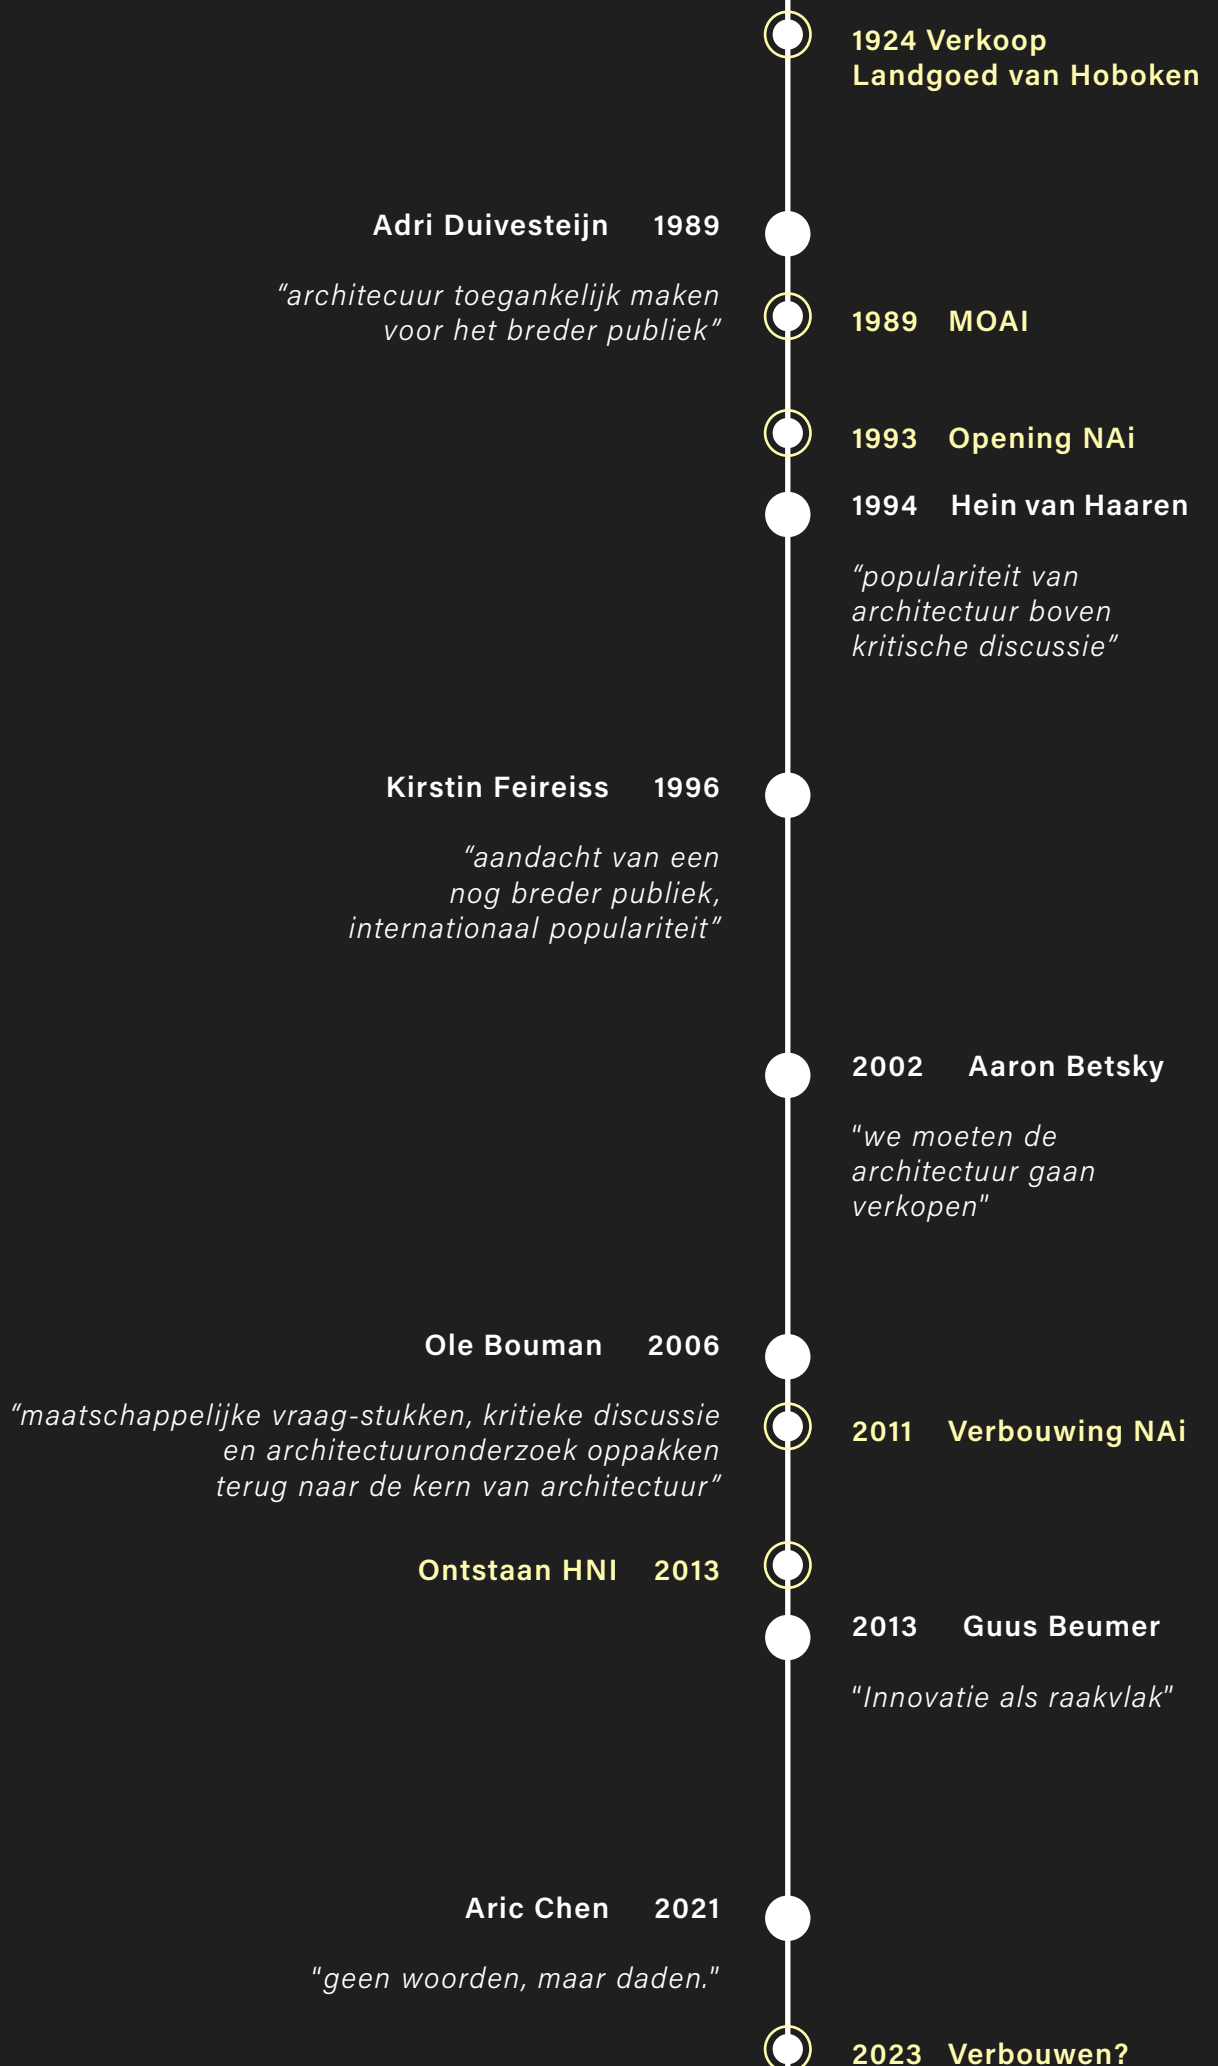 1924 Verkoop
Landgoed van Hoboken
Adri Duivesteijn 1989
“architecuur toegankelijk maken
voor het breder publiek”
1989 MOAI
1993 Opening NAi
1994 Hein van Haaren
“populariteit van
architectuur boven
kritische discussie”
Kirstin Feireiss 1996
“aandacht van een
nog breder publiek,
internationaal populariteit”
2002 Aaron Betsky
"we moeten de
architectuur gaan
verkopen"
Ole Bouman 2006
“maatschappelijke vraag-stukken, kritieke discussie
en architectuuronderzoek oppakken
terug naar de kern van architectuur”
2011 Verbouwing NAi
Ontstaan HNI 2013
2013 Guus Beumer
"Innovatie als raakvlak"
Aric Chen 2021
"geen woorden, maar daden."
2023 Verbouwen?